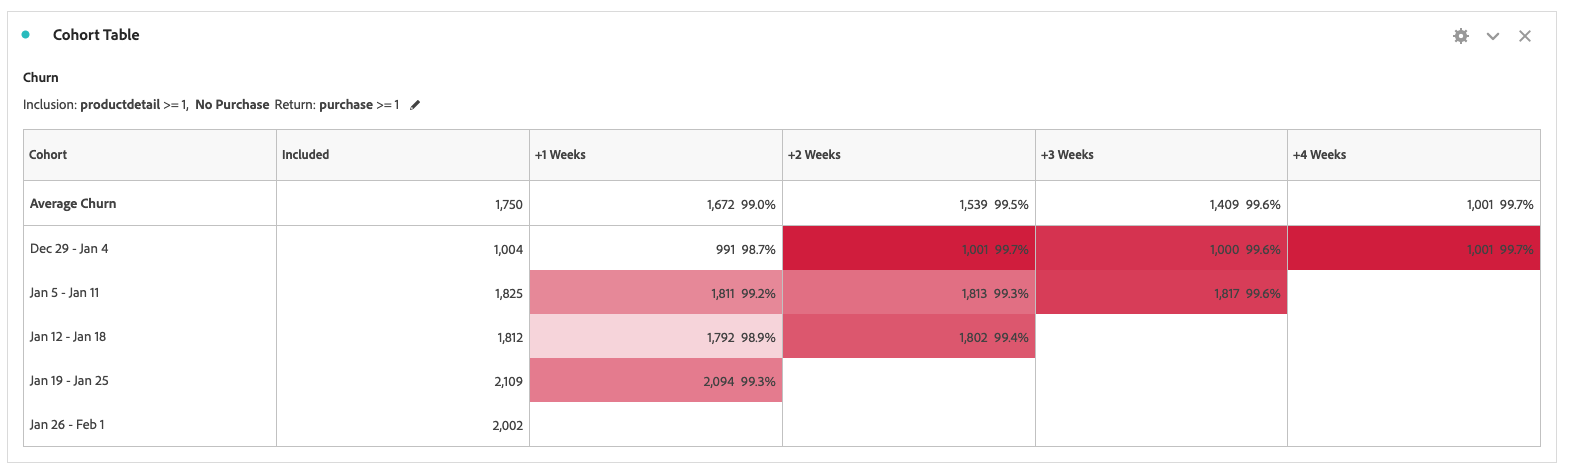 Cohort Table
Churn
Inclusion: productdetail >= 1, No Purchase Return: purchase >= 1
Cohort Included +1 Weeks +2 Weeks +3 Weeks +4 Weeks
Average Churn 1,750 1,672 99.0% 1,539 99.5% 1,409 99.6% 1,001 99.7%
Dec 29 - Jan 4 1,004 991 98.7% 1,001 99.7% 1,000 99.6% 1,001 99.7%
Jan 5 - Jan 11 1,825 1,811 99.2% 1,813 99.3% 1,817 99.6%
Jan 12 - Jan 18 1,812 1,792 98.9% 1,802 99.4%
Jan 19 - Jan 25 2,109 2,094 99.3%
Jan 26 - Feb 1 2,002